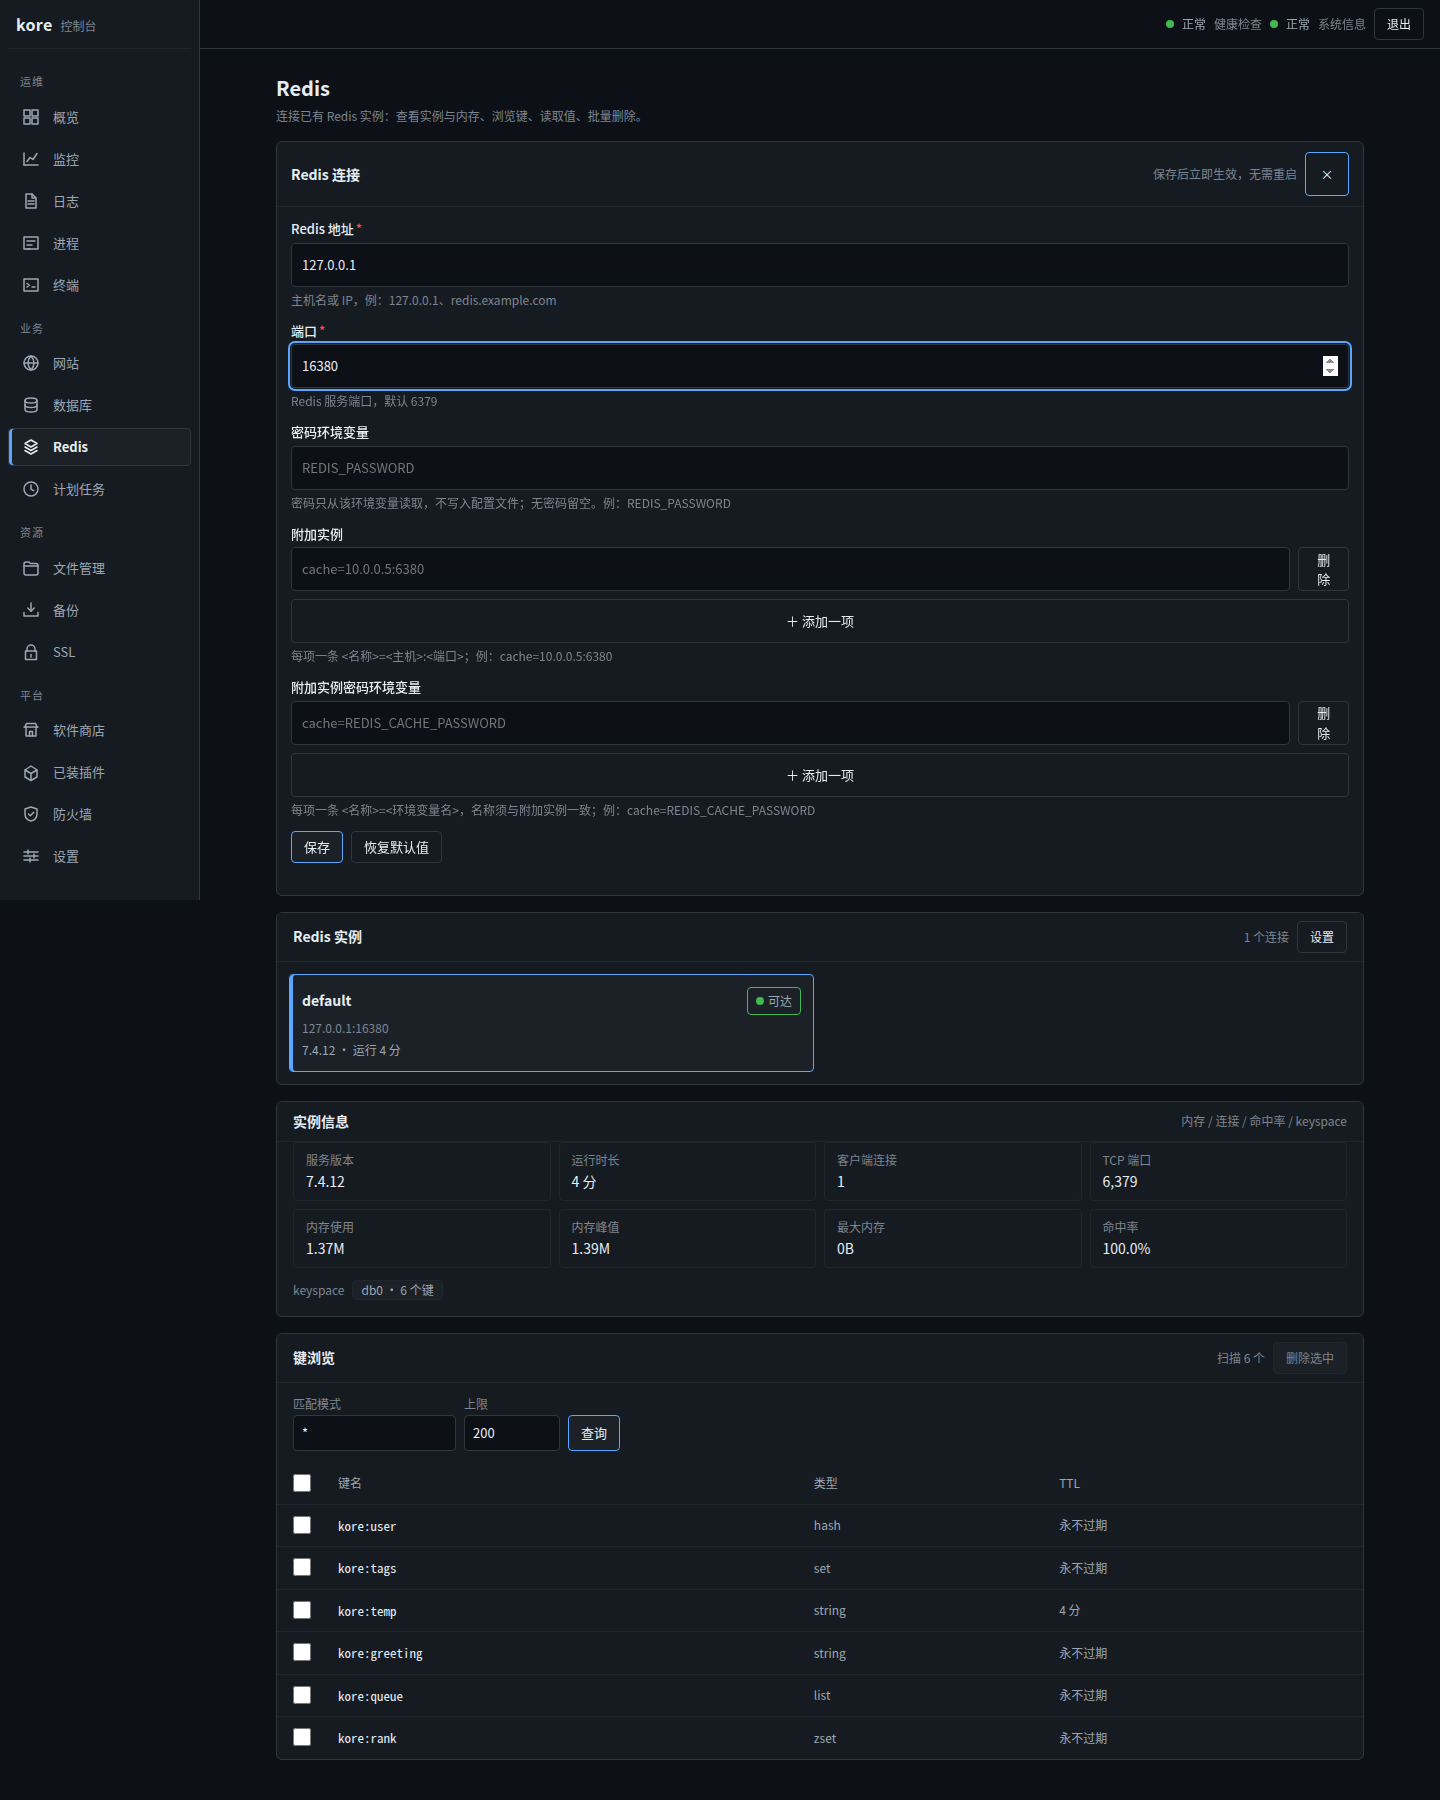 kore 控制台
正常 健康检查 正常 系统信息 退出
运维
概览
监控
日志
进程
终端
业务
网站
数据库
Redis
计划任务
资源
文件管理
备份
SSL
平台
软件商店
已装插件
防火墙
设置
Redis
连接已有 Redis 实例：查看实例与内存、浏览键、读取值、批量删除。
Redis 连接 保存后立即生效，无需重启 ×
Redis 地址 *
127.0.0.1
主机名或 IP，例：127.0.0.1、redis.example.com
端口 *
16380
Redis 服务端口，默认 6379
密码环境变量
REDIS_PASSWORD
密码只从该环境变量读取，不写入配置文件；无密码留空。例：REDIS_PASSWORD
附加实例
cache=10.0.0.5:6380 删除
＋ 添加一项
每项一条 <名称>=<主机>:<端口>；例：cache=10.0.0.5:6380
附加实例密码环境变量
cache=REDIS_CACHE_PASSWORD 删除
＋ 添加一项
每项一条 <名称>=<环境变量名>，名称须与附加实例一致；例：cache=REDIS_CACHE_PASSWORD
保存 恢复默认值
Redis 实例 1 个连接 设置
default 可达
127.0.0.1:16380
7.4.12 · 运行 4 分
实例信息 内存 / 连接 / 命中率 / keyspace
服务版本 运行时长 客户端连接 TCP 端口
7.4.12 4 分 1 6,379
内存使用 内存峰值 最大内存 命中率
1.37M 1.39M 0B 100.0%
keyspace db0 · 6 个键
键浏览 扫描 6 个 删除选中
匹配模式 上限
* 200 查询
键名 类型 TTL
kore:user hash 永不过期
kore:tags set 永不过期
kore:temp string 4 分
kore:greeting string 永不过期
kore:queue list 永不过期
kore:rank zset 永不过期